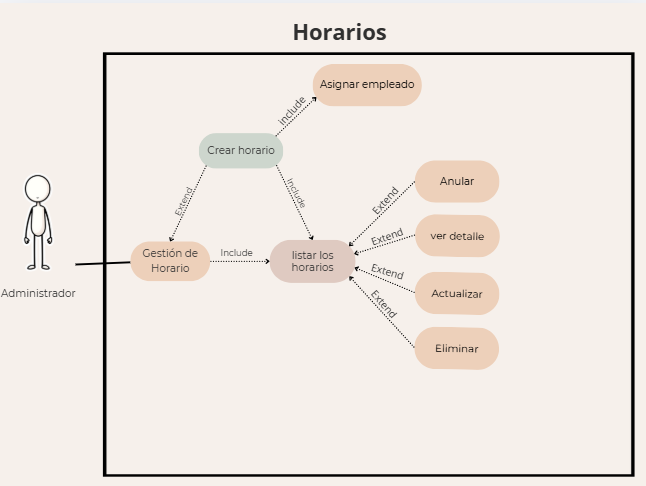 Horarios
Asignar empleado
include
Crear horario
Extend
Include
Anular
Extend
ver detalle
Extend
Gestión de
Horario
Include
listar los
horarios
Extend
Actualizar
Extend
Eliminar
Administrador